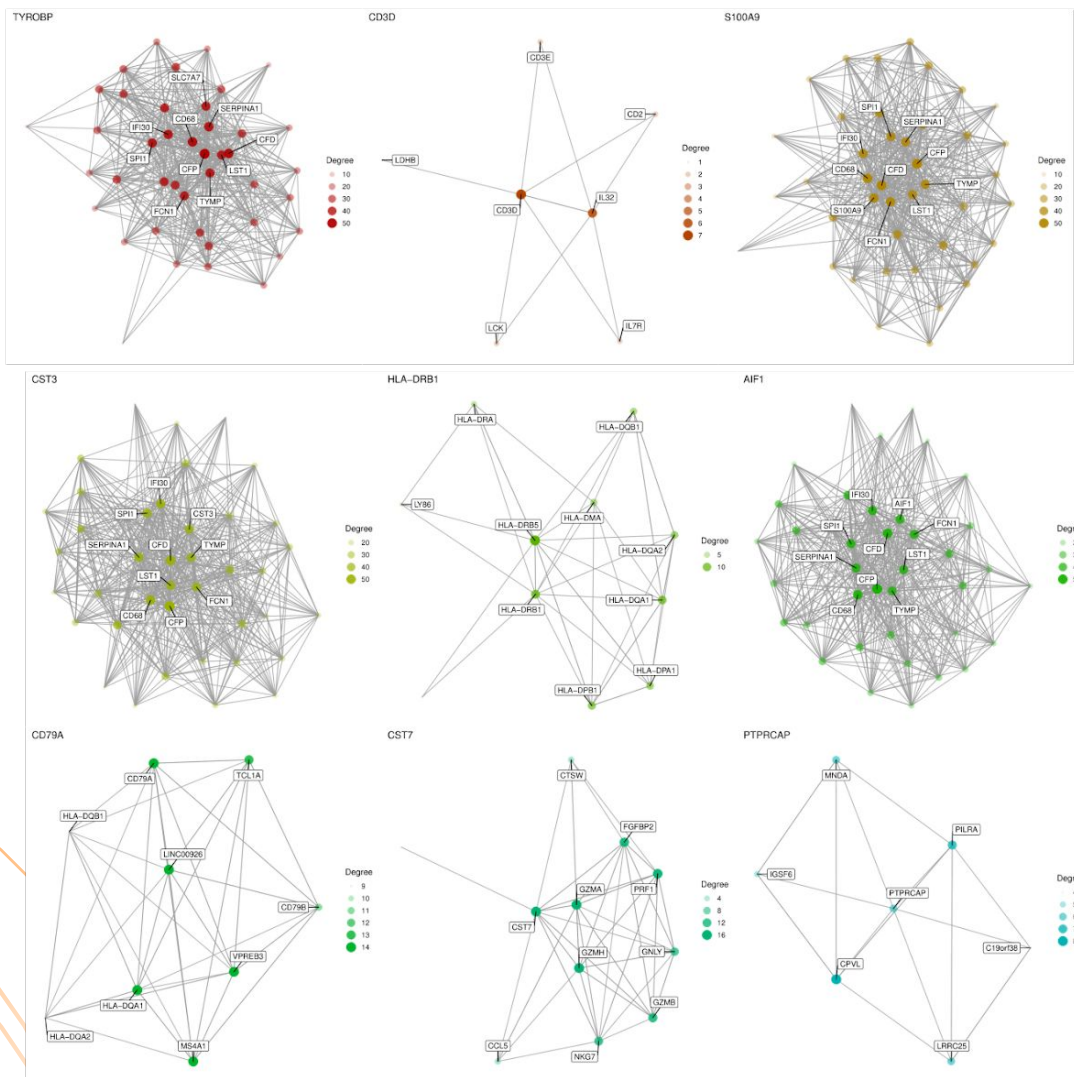 TYROBP
SLC7A7
SERPINA1
CD68
IFI30
CFD
SPI1
CFP
LST1
TYMP
FCN1
Degree
10
20
30
40
50
CD3D
CD3E
CD2
LDHB
IL32
CD3D
LCK
IL7R
Degree
1
2
3
4
5
6
7
S100A9
SPI1
SERPINA1
IFI30
CFP
CD68
CFD
TYMP
S100A9
LST1
FCN1
Degree
10
20
30
40
50
CST3
IFI30
SPI1
CST3
SERPINA1
CFD
TYMP
LST1
FCN1
CD68
CFP
Degree
20
30
40
50
HLA-DRB1
HLA-DRA
HLA-DQB1
LY86
HLA-DMA
HLA-DRB5
HLA-DQA2
HLA-DQA1
HLA-DRB1
HLA-DPA1
HLA-DPB1
Degree
5
10
AIF1
IFI30
AIF1
SPI1
FCN1
CFD
SERPINA1
LST1
CFP
CD68
TYMP
CD79A
CD79A
TCL1A
HLA-DQB1
LINC00926
CD79B
VPREB3
HLA-DQA1
HLA-DQA2
MS4A1
Degree
9
10
11
12
13
14
CST7
CTSW
FGFBP2
GZMA
PRF1
CST7
GNLY
GZMH
GZMB
CCL5
NKG7
Degree
4
8
12
16
PTPRCAP
MNDA
PILRA
IGSF6
PTPRCAP
C19orf38
CPVL
LRRC25